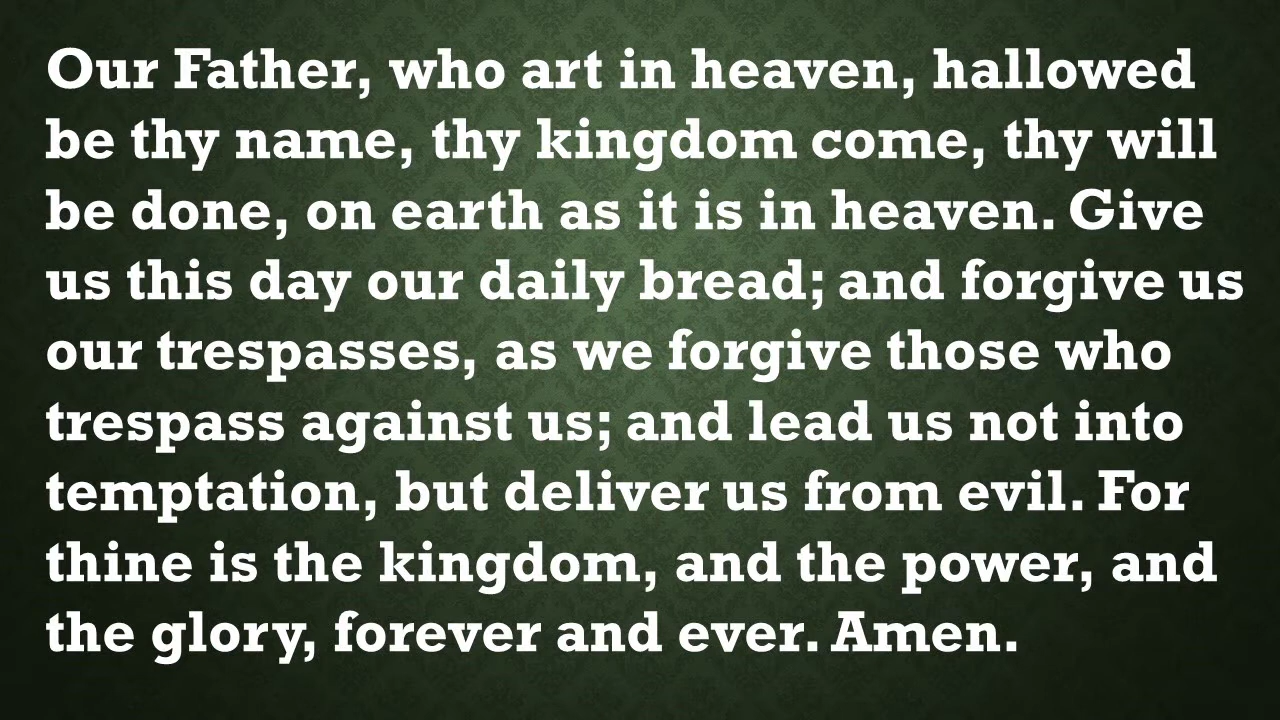 Our Father, who art in heaven, hallowed
be thy name, thy kingdom come, thy will
be done, on earth as it is in heaven. Give
us this day our daily bread; and forgive us
our trespasses, as we forgive those who
trespass against us; and lead us not into
temptation, but deliver us from evil. For
thine is the kingdom, and the power, and
the glory, forever and ever. Amen.